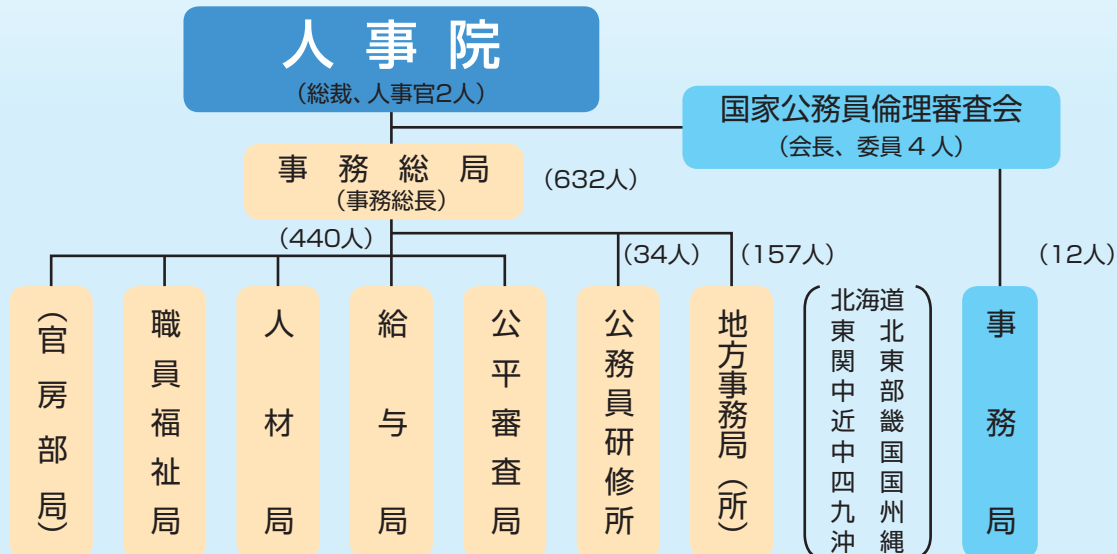 人事院
（総裁、人事官2人）
国家公務員倫理審査会
（会長、委員４人）
事務総局
（事務総長）
（632人）
（440人）
（34人）
（157人）
（12人）
（官房部局）
職員福祉局
人材局
給与局
公平審査局
公務員研修所
地方事務局（所）
北海道
東北
関東
中部
近畿
中国
四国
九州
沖縄
事務局